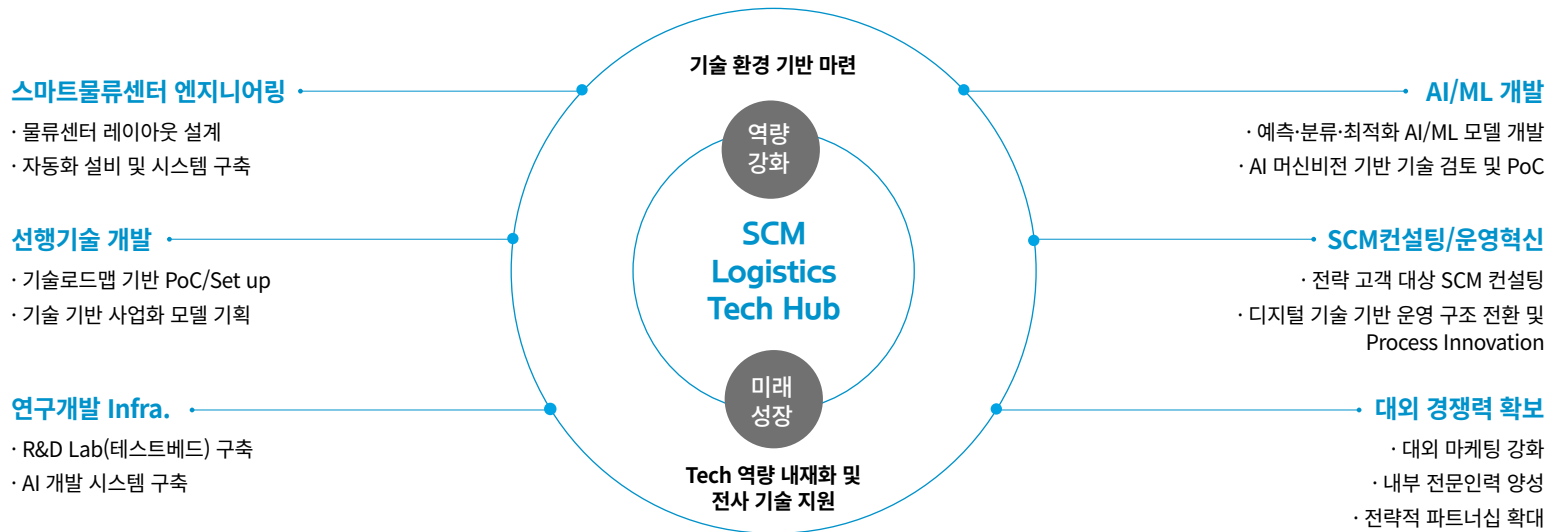 기술 환경 기반 마련
역량
강화
SCM
Logistics
Tech Hub
미래
성장
Tech 역량 내재화 및
전사 기술 지원
스마트물류센터 엔지니어링
· 물류센터 레이아웃 설계
· 자동화 설비 및 시스템 구축
선행기술 개발
· 기술로드맵 기반 PoC/Set up
· 기술 기반 사업화 모델 기획
연구개발 Infra.
· R&D Lab(테스트베드) 구축
· AI 개발 시스템 구축
AI/ML 개발
· 예측·분류·최적화 AI/ML 모델 개발
· AI 머신비전 기반 기술 검토 및 PoC
SCM컨설팅/운영혁신
· 전략 고객 대상 SCM 컨설팅
· 디지털 기술 기반 운영 구조 전환 및
Process Innovation
대외 경쟁력 확보
· 대외 마케팅 강화
· 내부 전문인력 양성
· 전략적 파트너십 확대